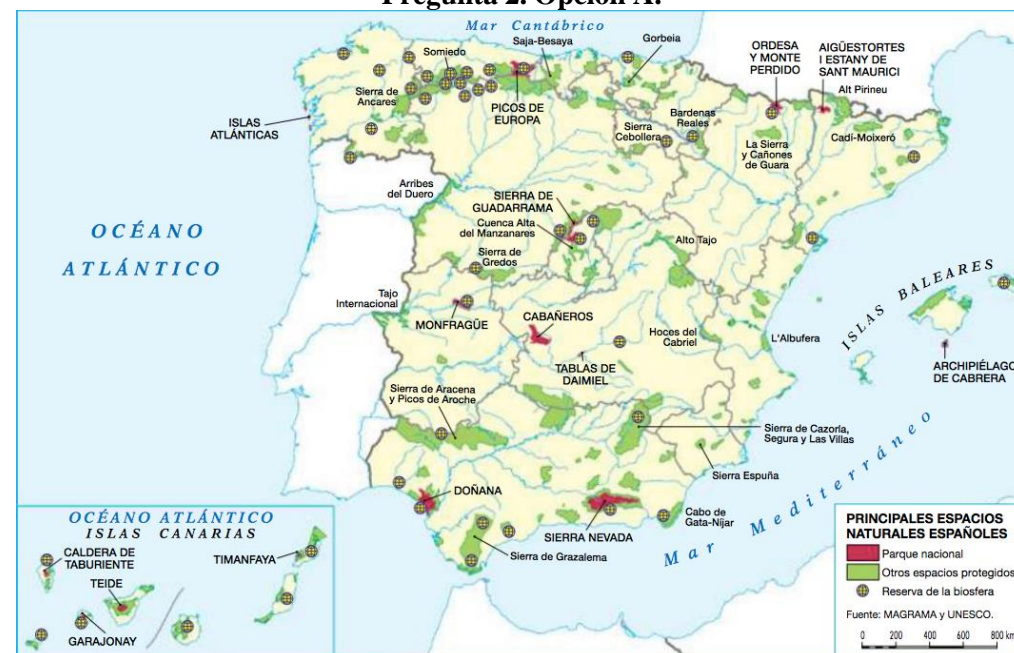 Pregunta 2. Opción A.
Mar Cantábrico
Somiedo
Saja-Besaya
Gorbeia
ORDESA
Y MONTE
PERDIDO
AIGÜESTORTES
I ESTANY DE
SANT MAURICI
Alt Pirineu
Sierra de
Ancares
PICOS DE
EUROPA
ISLAS
ATLÁNTICAS
Sierra
Cebollera
Bardenas
Reales
La Sierra
y Cañones
de Guara
Cadí-Moixeró
Arribes
del Duero
SIERRA DE
GUADARRAMA
Cuenca Alta
del Manzanares
Alto Tajo
OCÉANO
ATLÁNTICO
Sierra de
Gredos
Tajo
Internacional
MONFRAGÜE
CABAÑEROS
Hoces del
Cabriel
L'Albufera
ISLAS BALEARES
ARCHIPIÉLAGO
DE CABRERA
TABLAS DE
DAIMIEL
Sierra de Aracena
y Picos de Aroche
Sierra de Cazorla,
Segura y Las Villas
Sierra Espuña
Mar Mediterráneo
DOÑANA
SIERRA NEVADA
Cabo de
Gata-Níjar
Sierra de Grazalema
OCÉANO ATLÁNTICO
ISLAS CANARIAS
CALDERA DE
TABURIENTE
TEIDE
TIMANFAYA
GARAJONAY
PRINCIPALES ESPACIOS
NATURALES ESPAÑOLES
Parque nacional
Otros espacios protegidos
Reserva de la biosfera
Fuente: MAGRAMA y UNESCO.
0 200 400 600 800 km